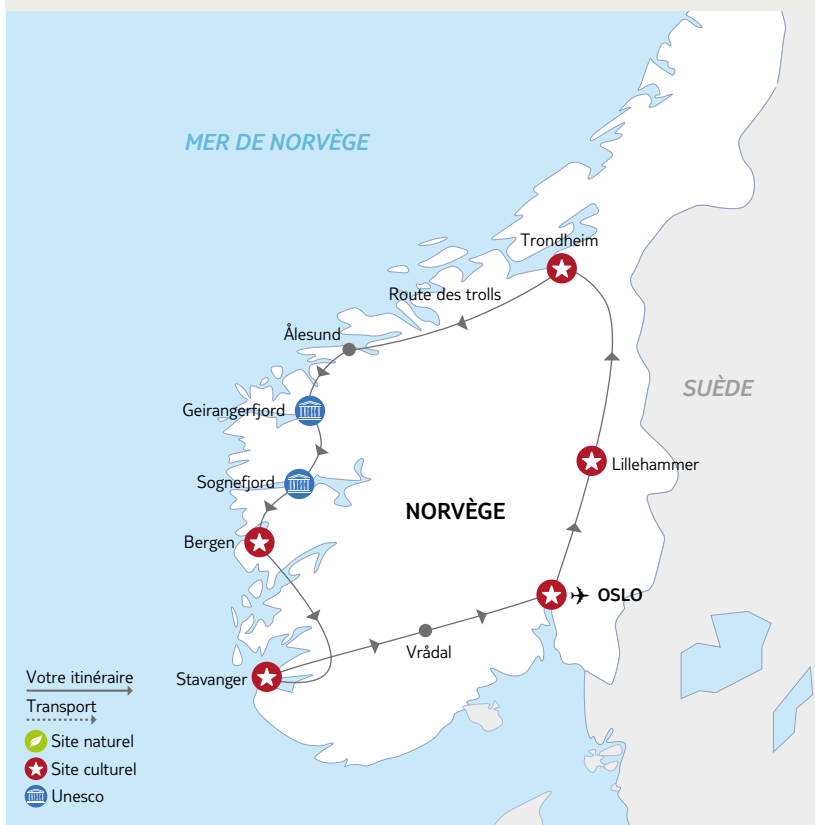 MER DE NORVÈGE
Trondheim
Route des trolls
Ålesund
SUÈDE
Geirangerfjord
Lillehammer
Sognefjord
NORVÈGE
Bergen
OSLO
Vrådal
Stavanger
Votre itinéraire
Transport
Site naturel
Site culturel
Unesco